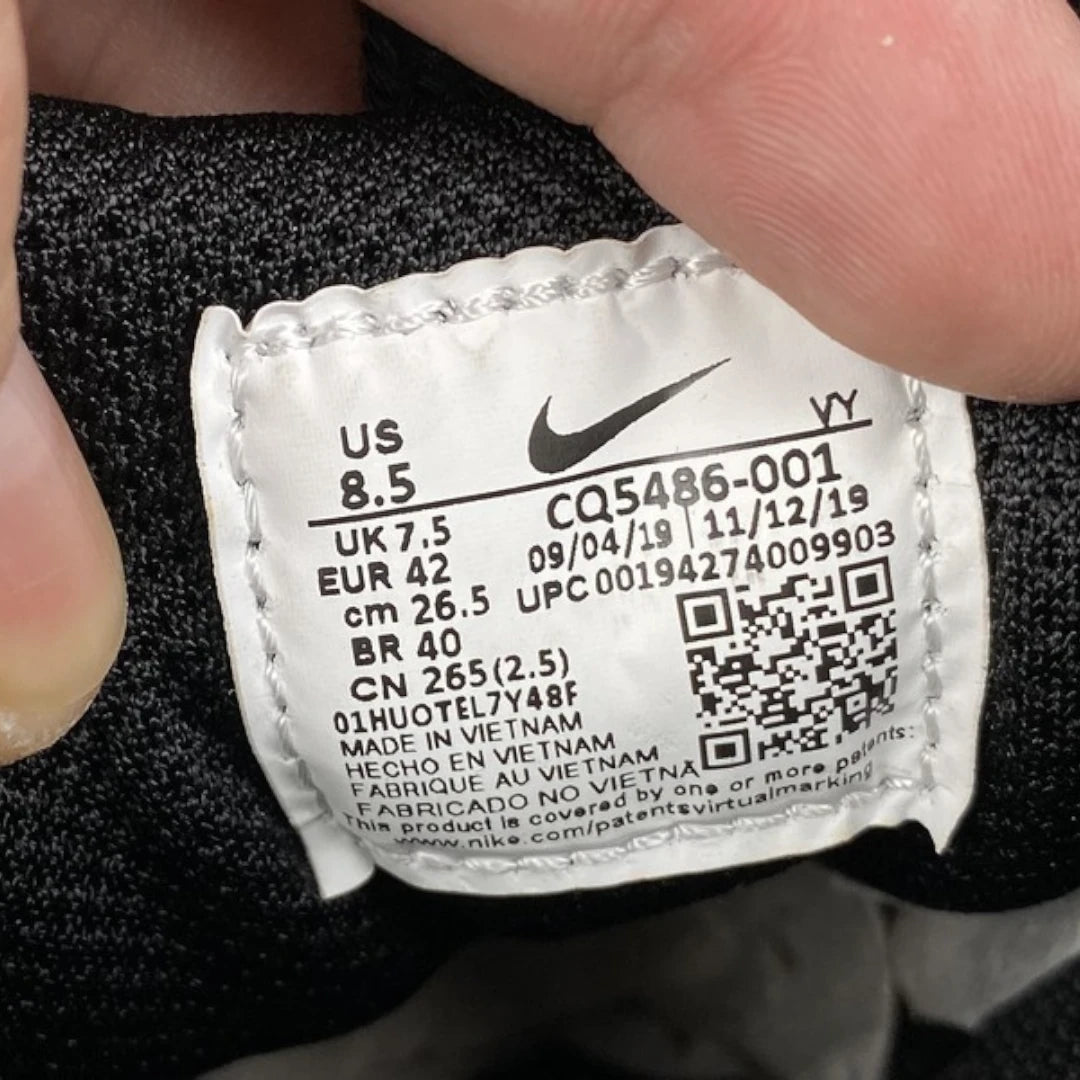 US
8.5
VY
UK 7.5
CQ5486-001
EUR 42
09/04/19 | 11/12/19
cm 26.5
UPC 00194274009903
BR 40
CN 265(2.5)
01HUOTEL7Y48F
MADE IN VIETNAM
HECHO EN VIETNAM
FABRIQUE AU VIETNAM
FABRICADO NO VIETNÃ
This product is covered by one or more patents:
www.nike.com/patentsvirtualmarking